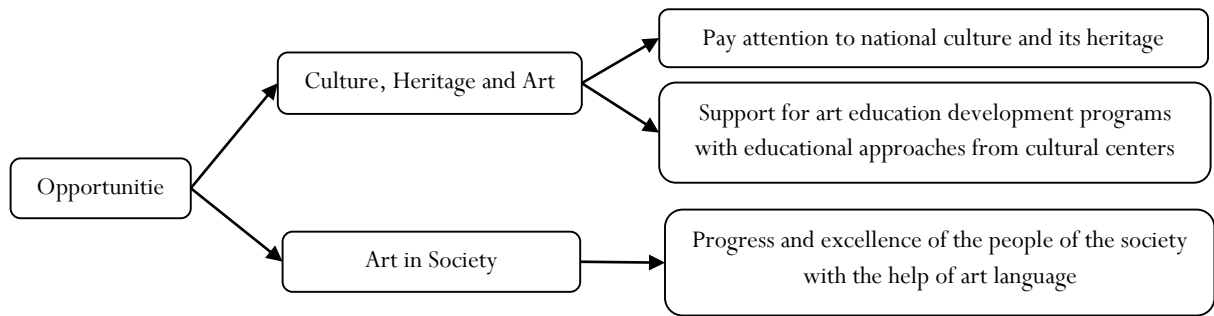 Opportunitie
Culture, Heritage and Art
Pay attention to national culture and its heritage
Support for art education development programs
with educational approaches from cultural centers
Art in Society
Progress and excellence of the people of the society
with the help of art language